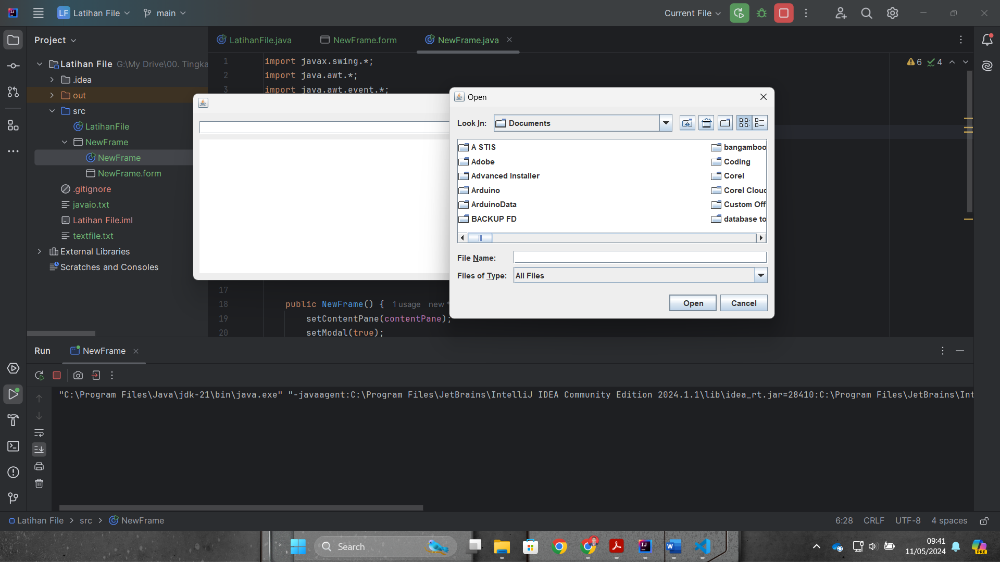 LF Latihan File main Current File
Project
LatihanFile.java NewFrame.form NewFrame.java
Latihan File G:\My Drive\00. Tingka
.idea
out
src
LatihanFile
NewFrame
NewFrame
NewFrame.form
.gitignore
javaio.txt
Latihan File.iml
textfile.txt
External Libraries
Scratches and Consoles
1 import javax.swing.*;
2 import java.awt.*;
3 import java.awt.event.*;
6 4
Open
Look In: Documents
A STIS
Adobe
Advanced Installer
Arduino
ArduinoData
BACKUP FD
bangamboo
Coding
Corel
Corel Cloud
Custom Off
database to
File Name:
Files of Type: All Files
Open Cancel
17
18 public NewFrame() { 1 usage new *
19 setContentPane(contentPane);
20 setModal(true);
Run NewFrame
"C:\Program Files\Java\jdk-21\bin\java.exe" "-javaagent:C:\Program Files\JetBrains\IntelliJ IDEA Community Edition 2024.1.1\lib\idea_rt.jar=28410:C:\Program Files\JetBrains\Int
Latihan File > src > NewFrame 6:28 CRLF UTF-8 4 spaces
Search
09:41
11/05/2024
PRE